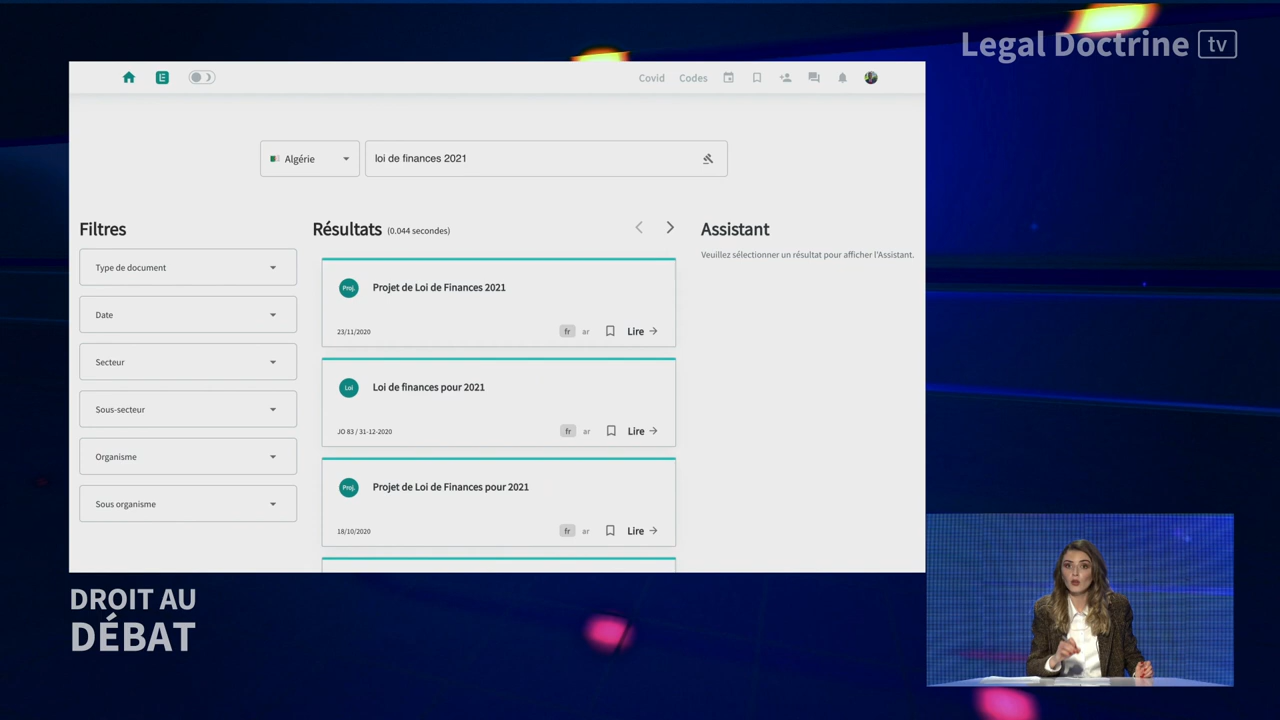 Legal Doctrine tv
Covid Codes
Algérie
loi de finances 2021
Filtres
Type de document
Date
Secteur
Sous-secteur
Organisme
Sous organisme
Résultats (0.044 secondes)
Proj. Projet de Loi de Finances 2021
23/11/2020 fr ar Lire
Loi Loi de finances pour 2021
JO 83 / 31-12-2020 fr ar Lire
Proj. Projet de Loi de Finances pour 2021
18/10/2020 fr ar Lire
Assistant
Veuillez sélectionner un résultat pour afficher l'Assistant.
DROIT AU
DÉBAT